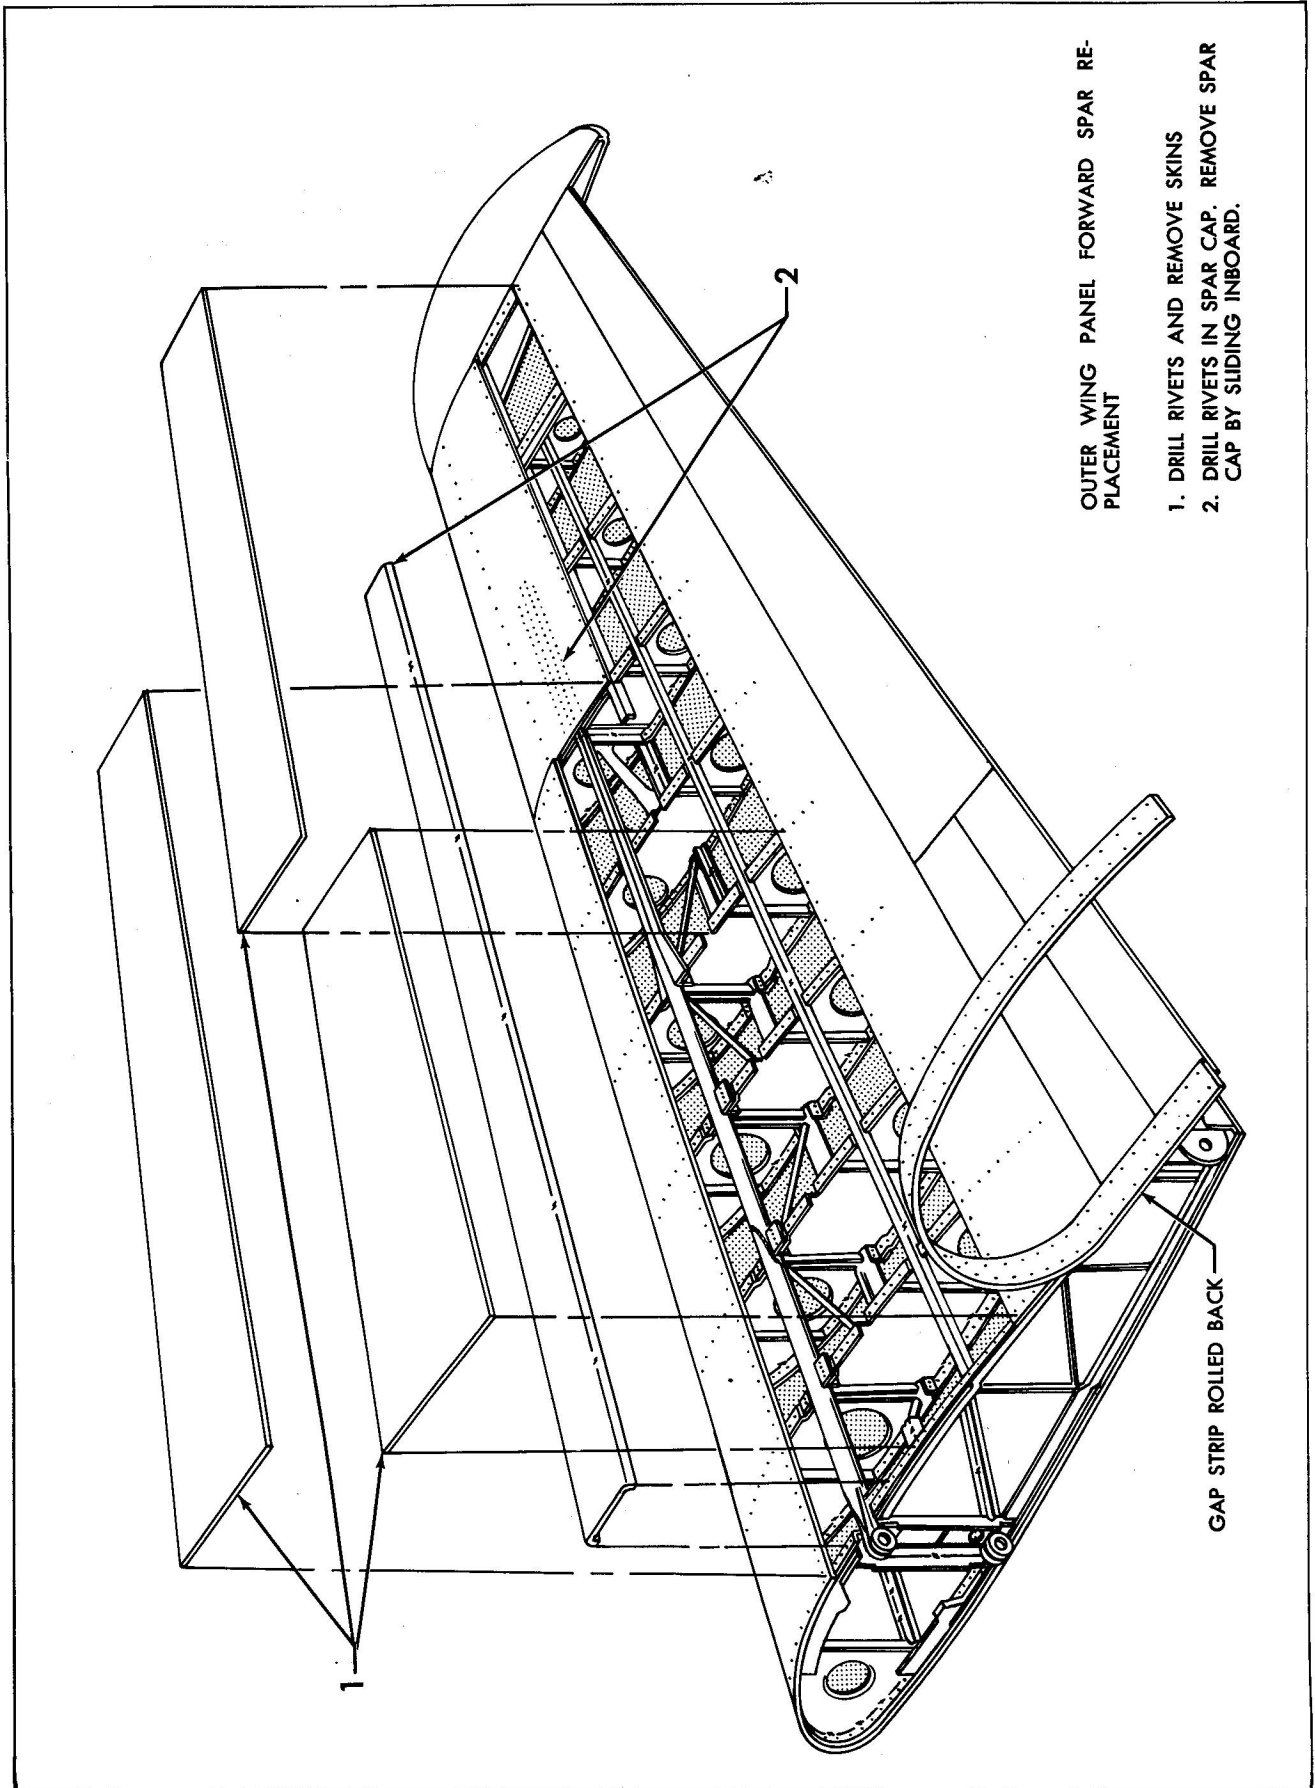 OUTER WING PANEL FORWARD SPAR RE-
PLACEMENT
1. DRILL RIVETS AND REMOVE SKINS
2. DRILL RIVETS IN SPAR CAP. REMOVE SPAR
CAP BY SLIDING INBOARD.
1
2
GAP STRIP ROLLED BACK